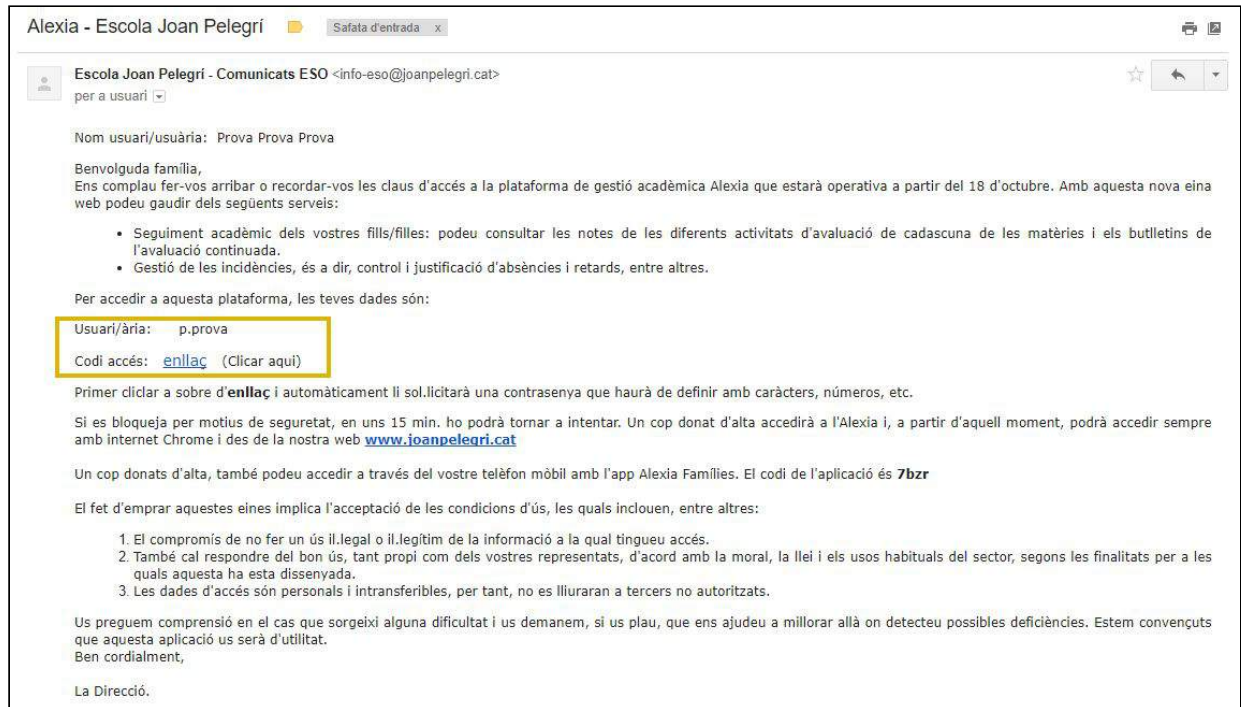 Alexia - Escola Joan Pelegrí Safata d'entrada x
Escola Joan Pelegrí - Comunicats ESO <info-eso@joanpelegri.cat>
per a usuari
Nom usuari/usuària: Prova Prova Prova
Benvolguda família,
Ens complau fer-vos arribar o recordar-vos les claus d'accés a la plataforma de gestió acadèmica Alexia que estarà operativa a partir del 18 d'octubre. Amb aquesta nova eina
web podeu gaudir dels següents serveis:
• Seguiment acadèmic dels vostres fills/filles: podeu consultar les notes de les diferents activitats d'avaluació de cadascuna de les matèries i els butlletins de
l'avaluació continuada.
• Gestió de les incidències, és a dir, control i justificació d'absències i retards, entre altres.
Per accedir a aquesta plataforma, les teves dades són:
Usuari/ària: p.prova
Codi accés: enllaç (Clicar aqui)
Primer cliclar a sobre d'enllaç i automàticament li sol.licitarà una contrasenya que haurà de definir amb caràcters, números, etc.
Si es bloqueja per motius de seguretat, en uns 15 min. ho podrà tornar a intentar. Un cop donat d'alta accedirà a l'Alexia i, a partir d'aquell moment, podrà accedir sempre
amb internet Chrome i des de la nostra web www.joanpelegri.cat
Un cop donats d'alta, també podeu accedir a través del vostre telèfon mòbil amb l'app Alexia Famílies. El codi de l'aplicació és 7bzr
El fet d'emprar aquestes eines implica l'acceptació de les condicions d'ús, les quals inclouen, entre altres:
1. El compromís de no fer un ús il.legal o il.legítim de la informació a la qual tingueu accés.
2. També cal respondre del bon ús, tant propi com dels vostres representats, d'acord amb la moral, la llei i els usos habituals del sector, segons les finalitats per a les
quals aquesta ha esta dissenyada.
3. Les dades d'accés són personals i intransferibles, per tant, no es lliuraran a tercers no autoritzats.
Us preguem comprensió en el cas que sorgeixi alguna dificultat i us demanem, si us plau, que ens ajudeu a millorar allà on detecteu possibles deficiències. Estem convençuts
que aquesta aplicació us serà d'utilitat.
Ben cordialment,
La Direcció.